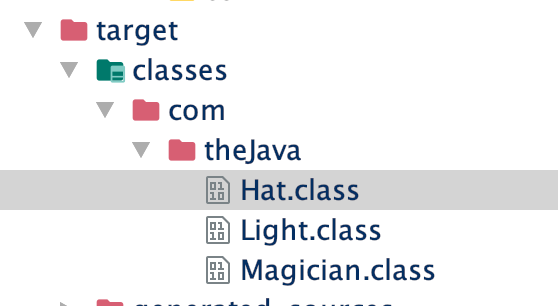 target
classes
com
theJava
Hat.class
Light.class
Magician.class